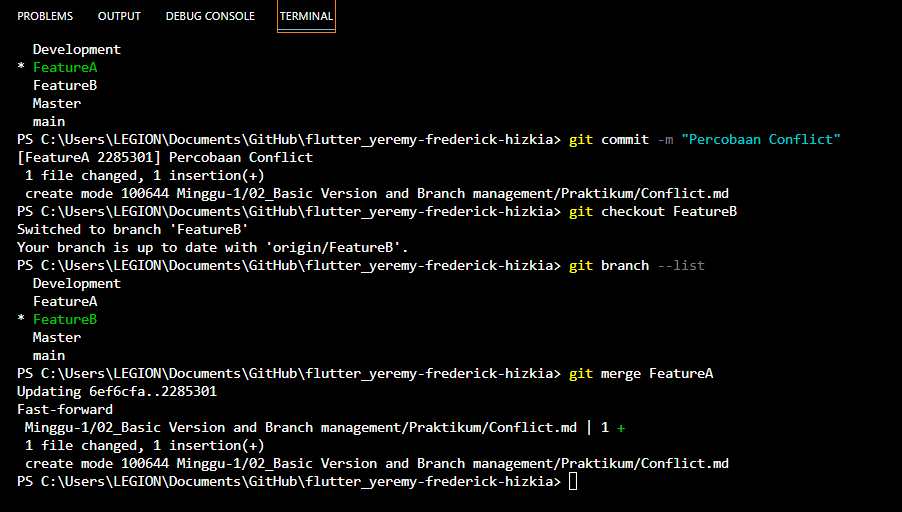 PROBLEMS OUTPUT DEBUG CONSOLE TERMINAL
Development
* FeatureA
FeatureB
Master
main
PS C:\Users\LEGION\Documents\GitHub\flutter_yeremy-frederick-hizkia> git commit -m "Percobaan Conflict"
[FeatureA 2285301] Percobaan Conflict
1 file changed, 1 insertion(+)
create mode 100644 Minggu-1/02_Basic Version and Branch management/Praktikum/Conflict.md
PS C:\Users\LEGION\Documents\GitHub\flutter_yeremy-frederick-hizkia> git checkout FeatureB
Switched to branch 'FeatureB'
Your branch is up to date with 'origin/FeatureB'.
PS C:\Users\LEGION\Documents\GitHub\flutter_yeremy-frederick-hizkia> git branch --list
Development
FeatureA
* FeatureB
Master
main
PS C:\Users\LEGION\Documents\GitHub\flutter_yeremy-frederick-hizkia> git merge FeatureA
Updating 6ef6cfa..2285301
Fast-forward
Minggu-1/02_Basic Version and Branch management/Praktikum/Conflict.md | 1 +
1 file changed, 1 insertion(+)
create mode 100644 Minggu-1/02_Basic Version and Branch management/Praktikum/Conflict.md
PS C:\Users\LEGION\Documents\GitHub\flutter_yeremy-frederick-hizkia>